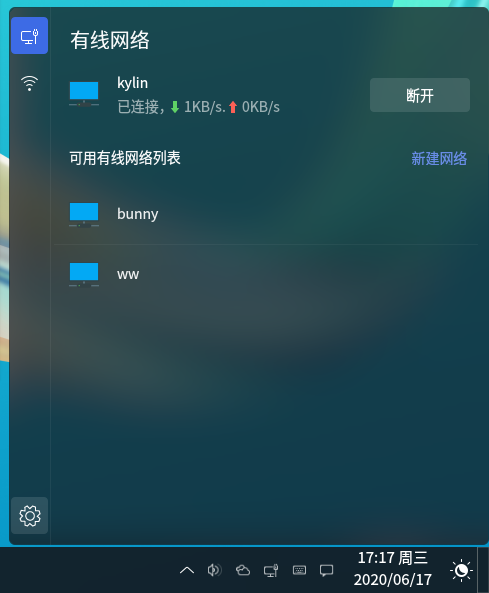 有线网络
kylin
断开
已连接，1KB/s. 0KB/s
可用有线网络列表 新建网络
bunny
ww
17:17 周三
2020/06/17